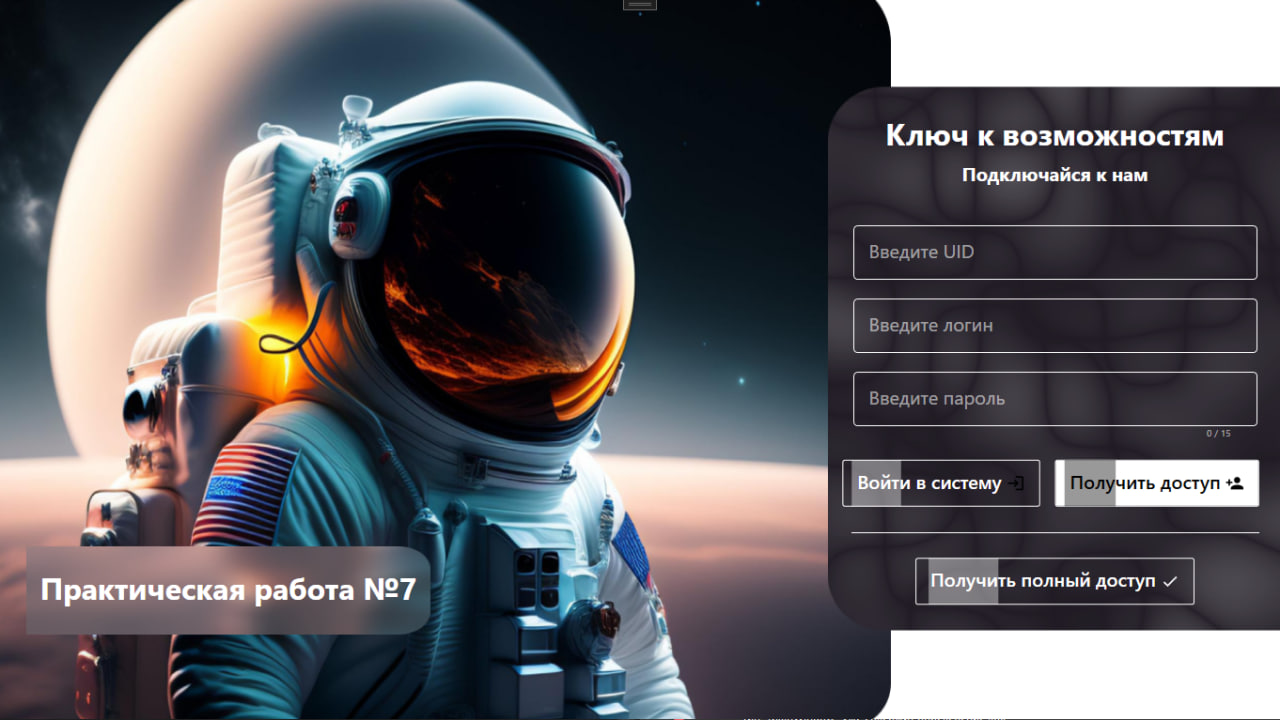 Ключ к возможностям
Подключайся к нам
Введите UID
Введите логин
Введите пароль
0 / 15
Войти в систему
Получить доступ
Получить полный доступ
Практическая работа №7